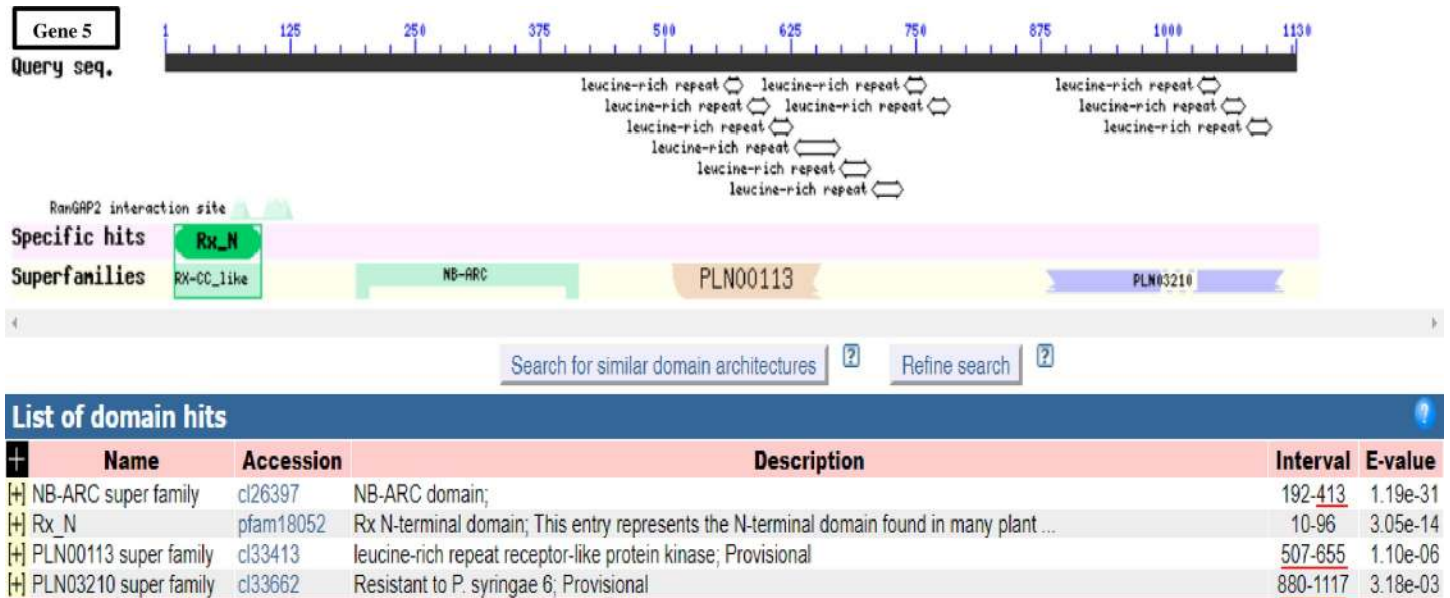 Gene 5
1 125 250 375 500 625 750 875 1000 1130
Query seq.
leucine-rich repeat leucine-rich repeat leucine-rich repeat
leucine-rich repeat leucine-rich repeat leucine-rich repeat
leucine-rich repeat leucine-rich repeat
leucine-rich repeat
leucine-rich repeat
leucine-rich repeat
RanGAP2 interaction site
Specific hits Rx_N
Superfamilies RX-CC_like NB-ARC PLN00113 PLN03210
Search for similar domain architectures ? Refine search ?
List of domain hits ?
+ Name Accession Description Interval E-value
[+] NB-ARC super family cl26397 NB-ARC domain; 192-413 1.19e-31
[+] Rx_N pfam18052 Rx N-terminal domain; This entry represents the N-terminal domain found in many plant ... 10-96 3.05e-14
[+] PLN00113 super family cl33413 leucine-rich repeat receptor-like protein kinase; Provisional 507-655 1.10e-06
[+] PLN03210 super family cl33662 Resistant to P. syringae 6; Provisional 880-1117 3.18e-03